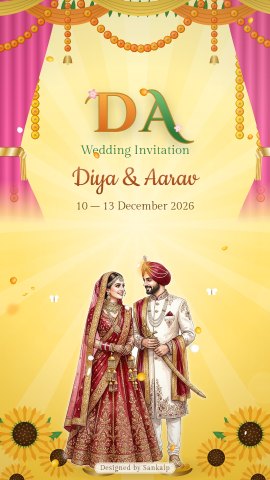 DA
Wedding Invitation
Diya & Aarav
10 — 13 December 2026
Designed by Sankalp